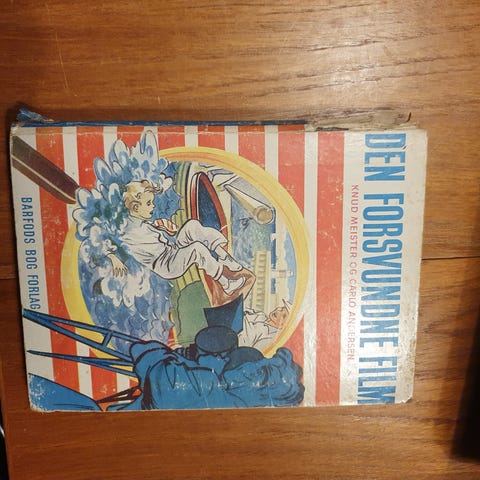 DEN FORSVUNDNE FILM
KNUD MEISTER OG CARLO ANDERSEN
BARFODS BOG FORLAG